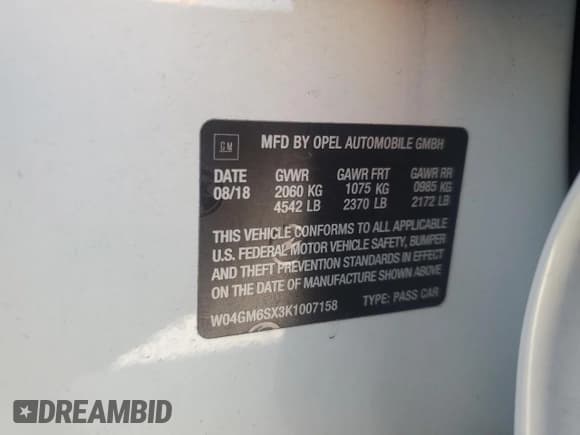 GM
MFD BY OPEL AUTOMOBILE GMBH
DATE GVWR GAWR FRT GAWR RR
08/18 2060 KG 1075 KG 0985 KG
4542 LB 2370 LB 2172 LB
THIS VEHICLE CONFORMS TO ALL APPLICABLE
U.S. FEDERAL MOTOR VEHICLE SAFETY, BUMPER
AND THEFT PREVENTION STANDARDS IN EFFECT
ON THE DATE OF MANUFACTURE SHOWN ABOVE
W04GM6SX3K1007158 TYPE: PASS CAR
DREAMBID